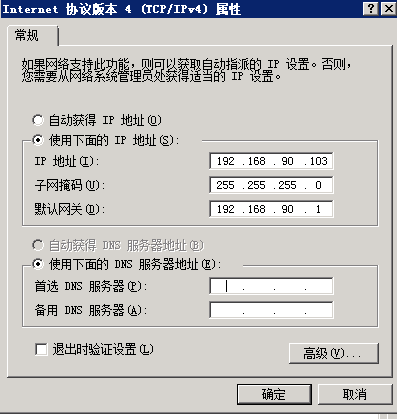 Internet 协议版本 4 (TCP/IPv4) 属性
常规
如果网络支持此功能，则可以获取自动指派的 IP 设置。否则，
您需要从网络系统管理员处获得适当的 IP 设置。
自动获得 IP 地址(O)
使用下面的 IP 地址(S):
IP 地址(I): 192 .168 .90 .103
子网掩码(U): 255 .255 .255 .0
默认网关(D): 192 .168 .90 .1
自动获得 DNS 服务器地址(B)
使用下面的 DNS 服务器地址(E):
首选 DNS 服务器(P): . . .
备用 DNS 服务器(A): . . .
退出时验证设置(L)
高级(V)...
确定 取消